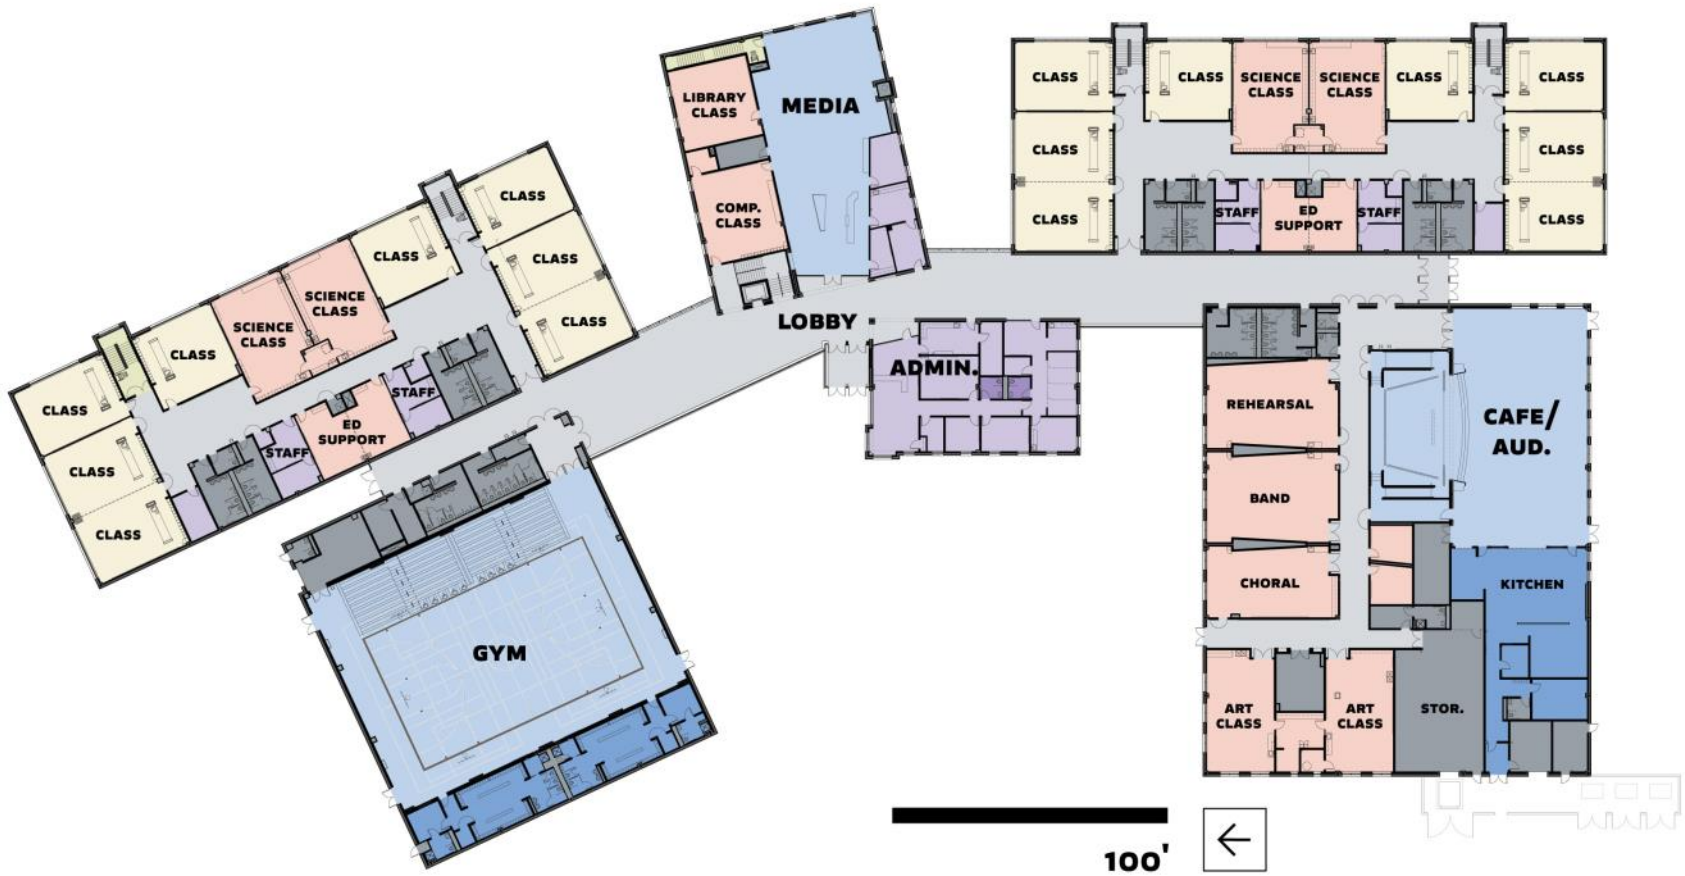 MEDIA
LIBRARY
CLASS
COMP.
CLASS
CLASS
CLASS
SCIENCE
CLASS
SCIENCE
CLASS
CLASS
CLASS
CLASS
CLASS
CLASS
CLASS
STAFF
ED
SUPPORT
STAFF
CLASS
CLASS
CLASS
CLASS
SCIENCE
CLASS
SCIENCE
CLASS
CLASS
CLASS
CLASS
CLASS
CLASS
STAFF
ED
SUPPORT
STAFF
LOBBY
ADMIN.
GYM
REHEARSAL
BAND
CHORAL
CAFE/
AUD.
KITCHEN
ART
CLASS
ART
CLASS
STOR.
100'